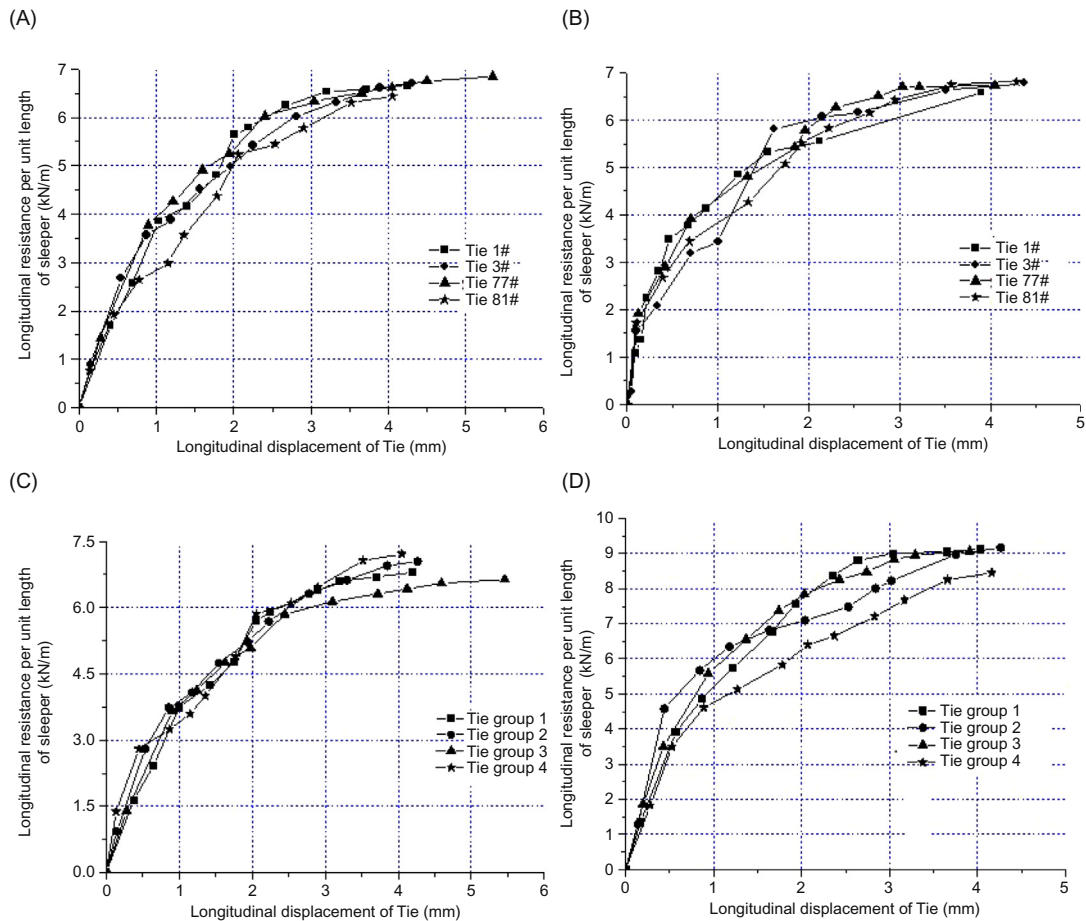 (A)
Longitudinal resistance per unit length
of sleeper (kN/m)
7
6
5
4
3
2
1
0
Tie 1#
Tie 3#
Tie 77#
Tie 81#
0 1 2 3 4 5 6
Longitudinal displacement of Tie (mm)
(B)
Longitudinal resistance per unit length
of sleeper (kN/m)
7
6
5
4
3
2
1
0
Tie 1#
Tie 3#
Tie 77#
Tie 81#
0 1 2 3 4 5
Longitudinal displacement of Tie (mm)
(C)
Longitudinal resistance per unit length
of sleeper (kN/m)
7.5
6.0
4.5
3.0
1.5
0.0
Tie group 1
Tie group 2
Tie group 3
Tie group 4
0 1 2 3 4 5 6
Longitudinal displacement of Tie (mm)
(D)
Longitudinal resistance per unit length
of sleeper (kN/m)
10
9
8
7
6
5
4
3
2
1
0
Tie group 1
Tie group 2
Tie group 3
Tie group 4
0 1 2 3 4 5
Longitudinal displacement of Tie (mm)